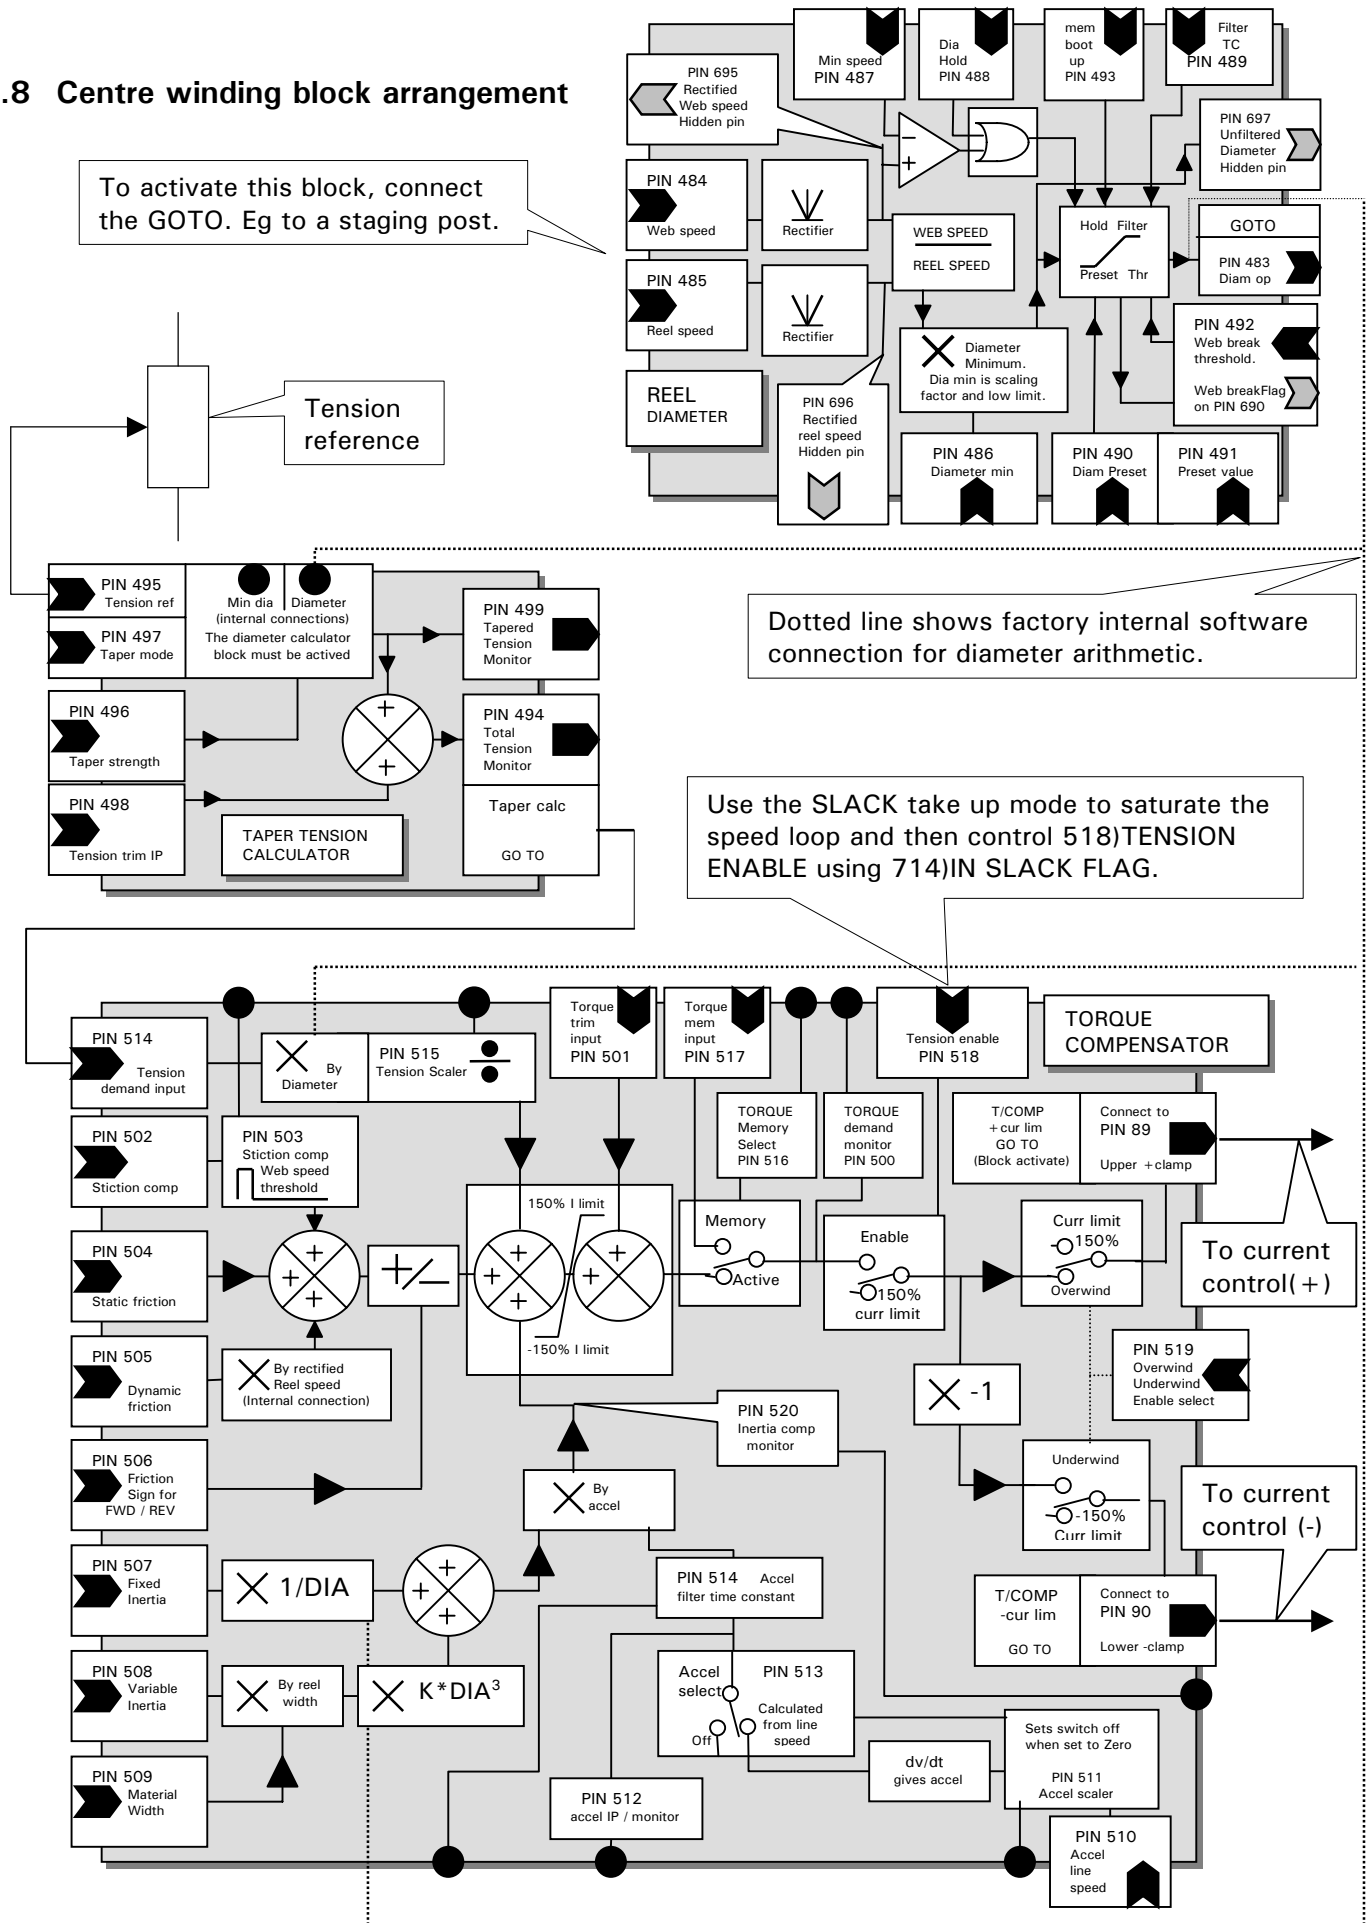 .8 Centre winding block arrangement
To activate this block, connect
the GOTO. Eg to a staging post.
PIN 695
Rectified
Web speed
Hidden pin
Min speed
PIN 487
Dia
Hold
PIN 488
mem
boot
up
PIN 493
Filter
TC
PIN 489
PIN 697
Unfiltered
Diameter
Hidden pin
PIN 484
Web speed
Rectifier
WEB SPEED
REEL SPEED
Hold Filter
Preset Thr
GOTO
PIN 483
Diam op
PIN 485
Reel speed
Rectifier
Diameter
Minimum.
Dia min is scaling
factor and low limit.
PIN 492
Web break
threshold.
Web breakFlag
on PIN 690
REEL
DIAMETER
PIN 696
Rectified
reel speed
Hidden pin
PIN 486
Diameter min
PIN 490
Diam Preset
PIN 491
Preset value
Tension
reference
PIN 495
Tension ref
PIN 497
Taper mode
Min dia
Diameter
(internal connections)
The diameter calculator
block must be actived
PIN 499
Tapered
Tension
Monitor
Dotted line shows factory internal software
connection for diameter arithmetic.
PIN 496
Taper strength
+
+
PIN 494
Total
Tension
Monitor
PIN 498
Tension trim IP
TAPER TENSION
CALCULATOR
Taper calc
GO TO
Use the SLACK take up mode to saturate the
speed loop and then control 518)TENSION
ENABLE using 714)IN SLACK FLAG.
PIN 514
Tension
demand input
By
Diameter
PIN 515
Tension Scaler
Torque
trim
input
PIN 501
Torque
mem
input
PIN 517
Tension enable
PIN 518
TORQUE
COMPENSATOR
PIN 502
Stiction comp
PIN 503
Stiction comp
Web speed
threshold
TORQUE
Memory
Select
PIN 516
TORQUE
demand
monitor
PIN 500
T/COMP
+cur lim
GO TO
(Block activate)
Connect to
PIN 89
Upper +clamp
PIN 504
Static friction
+
+
+
+/-
150% I limit
+
+
+
+
+
-150% I limit
Memory
Active
Enable
150%
curr limit
Curr limit
150%
Overwind
To current
control(+)
PIN 505
Dynamic
friction
By rectified
Reel speed
(Internal connection)
PIN 519
Overwind
Underwind
Enable select
-1
PIN 520
Inertia comp
monitor
PIN 506
Friction
Sign for
FWD / REV
By
accel
Underwind
-150%
Curr limit
To current
control (-)
PIN 507
Fixed
Inertia
1/DIA
+
+
+
PIN 514 Accel
filter time constant
T/COMP
-cur lim
GO TO
Connect to
PIN 90
Lower -clamp
PIN 508
Variable
Inertia
By reel
width
K*DIA³
Accel
select
PIN 513
Calculated
from line
speed
Off
PIN 509
Material
Width
dv/dt
gives accel
Sets switch off
when set to Zero
PIN 511
Accel scaler
PIN 512
accel IP / monitor
PIN 510
Accel
line
speed